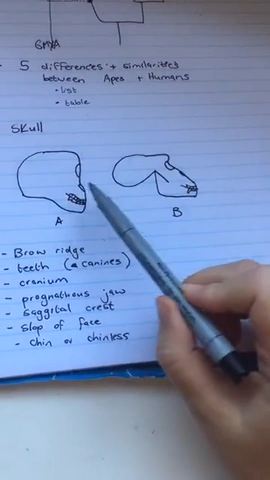 6MYA
- 5 differences + similarities
between Apes + Humans
• list
• table
Skull
A
B
- Brow ridge
- teeth (canines)
- cranium
- prognathous jaw
- saggital crest
- slop of face
- chin or chinless